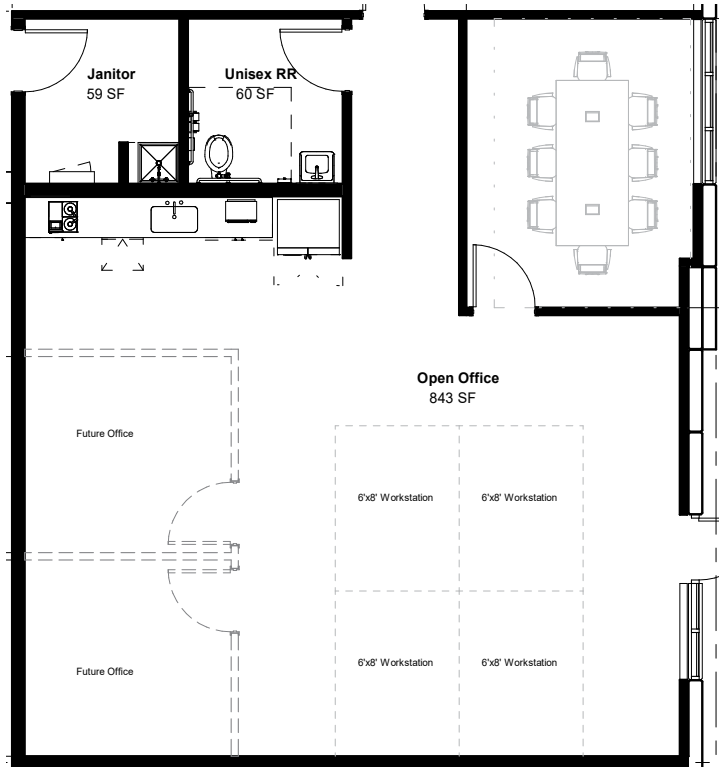 Janitor
59 SF
Unisex RR
60 SF
Open Office
843 SF
Future Office
6'x8' Workstation
6'x8' Workstation
6'x8' Workstation
6'x8' Workstation
Future Office